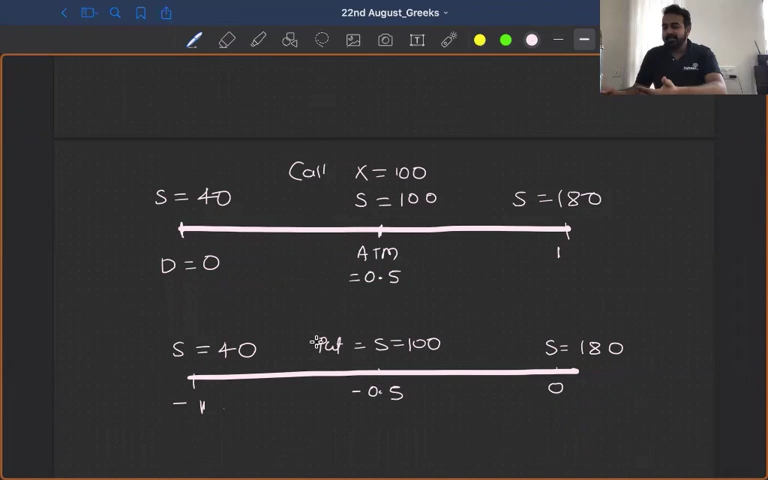 22nd August_Greeks
Call X = 100
S = 40 S = 100 S = 180
D = 0 ATM 1
= 0.5
S = 40 Put = S = 100 S = 180
- 1 - 0.5 0